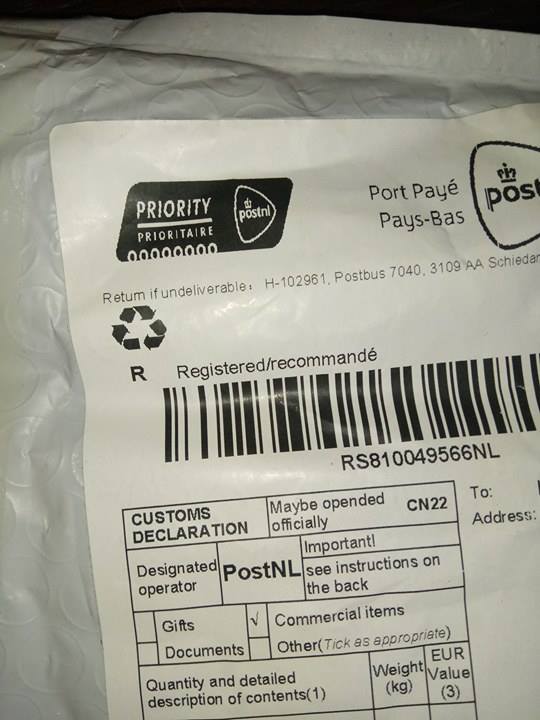 PRIORITY
PRIORITAIRE
postnl
Port Payé
Pays-Bas
post
Return if undeliverable: H-102961, Postbus 7040, 3109 AA Schiedam
R Registered/recommandé
RS810049566NL
CUSTOMS
DECLARATION
Maybe opended
officially
CN22
To:
Address:
Designated
operator
PostNL
Important!
see instructions on
the back
Gifts
√ Commercial items
Documents
Other(Tick as appropriate)
Quantity and detailed
description of contents(1)
Weight
(kg)
EUR
Value
(3)